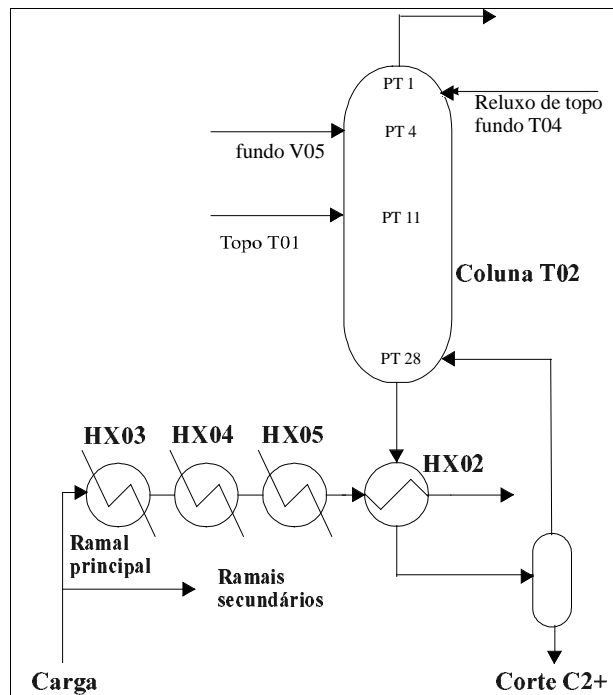 PT 1
Reluxo de topo
fundo T04
PT 4
fundo V05
PT 11
Topo T01
Coluna T02
PT 28
HX03
HX04
HX05
HX02
Ramal
principal
Ramais
secundários
Carga
Corte C2+